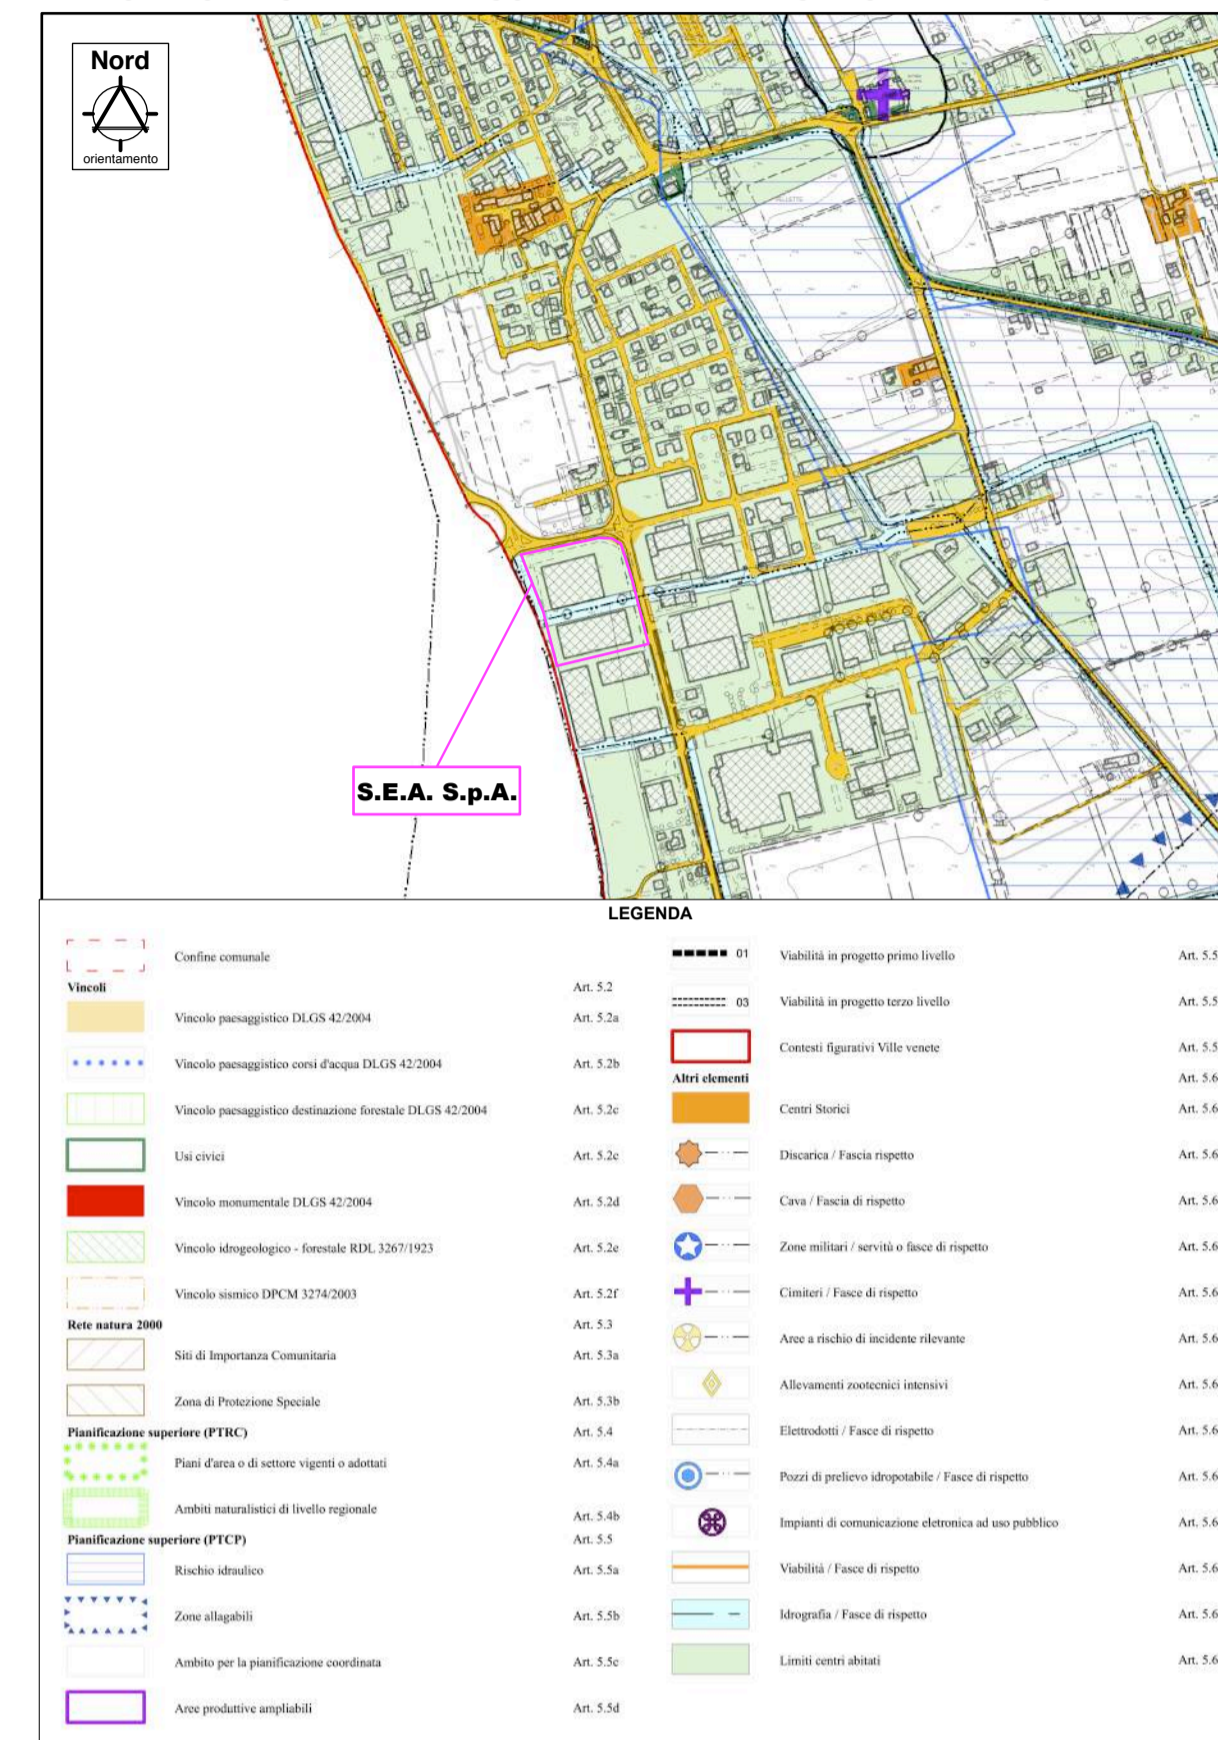 Nord
orientamento
S.E.A. S.p.A.
LEGENDA
Confine comunale
Vincoli Art. 5.2
Vincolo paesaggistico DLGS 42/2004 Art. 5.2a
Vincolo paesaggistico corsi d'acqua DLGS 42/2004 Art. 5.2b
Vincolo paesaggistico destinazione forestale DLGS 42/2004 Art. 5.2c
Usi civici Art. 5.2c
Vincolo monumentale DLGS 42/2004 Art. 5.2d
Vincolo idrogeologico - forestale RDL 3267/1923 Art. 5.2e
Vincolo sismico DPCM 3274/2003 Art. 5.2f
Rete natura 2000 Art. 5.3
Siti di Importanza Comunitaria Art. 5.3a
Zona di Protezione Speciale Art. 5.3b
Pianificazione superiore (PTRC) Art. 5.4
Piani d'area o di settore vigenti o adottati Art. 5.4a
Ambiti naturalistici di livello regionale Art. 5.4b
Pianificazione superiore (PTCP) Art. 5.5
Rischio idraulico Art. 5.5a
Zone allagabili Art. 5.5b
Ambito per la pianificazione coordinata Art. 5.5c
Aree produttive ampliabili Art. 5.5d
01 Viabilità in progetto primo livello Art. 5.5
03 Viabilità in progetto terzo livello Art. 5.5
Contesti figurativi Ville venete Art. 5.5
Altri elementi Art. 5.6
Centri Storici Art. 5.6
Discarica / Fascia rispetto Art. 5.6
Cava / Fascia di rispetto Art. 5.6
Zone militari / servitù o fasce di rispetto Art. 5.6
Cimiteri / Fasce di rispetto Art. 5.6
Aree a rischio di incidente rilevante Art. 5.6
Allevamenti zootecnici intensivi Art. 5.6
Elettrodotti / Fasce di rispetto Art. 5.6
Pozzi di prelievo idropotabile / Fasce di rispetto Art. 5.6
Impianti di comunicazione eletronica ad uso pubblico Art. 5.6
Viabilità / Fasce di rispetto Art. 5.6
Idrografia / Fasce di rispetto Art. 5.6
Limiti centri abitati Art. 5.6